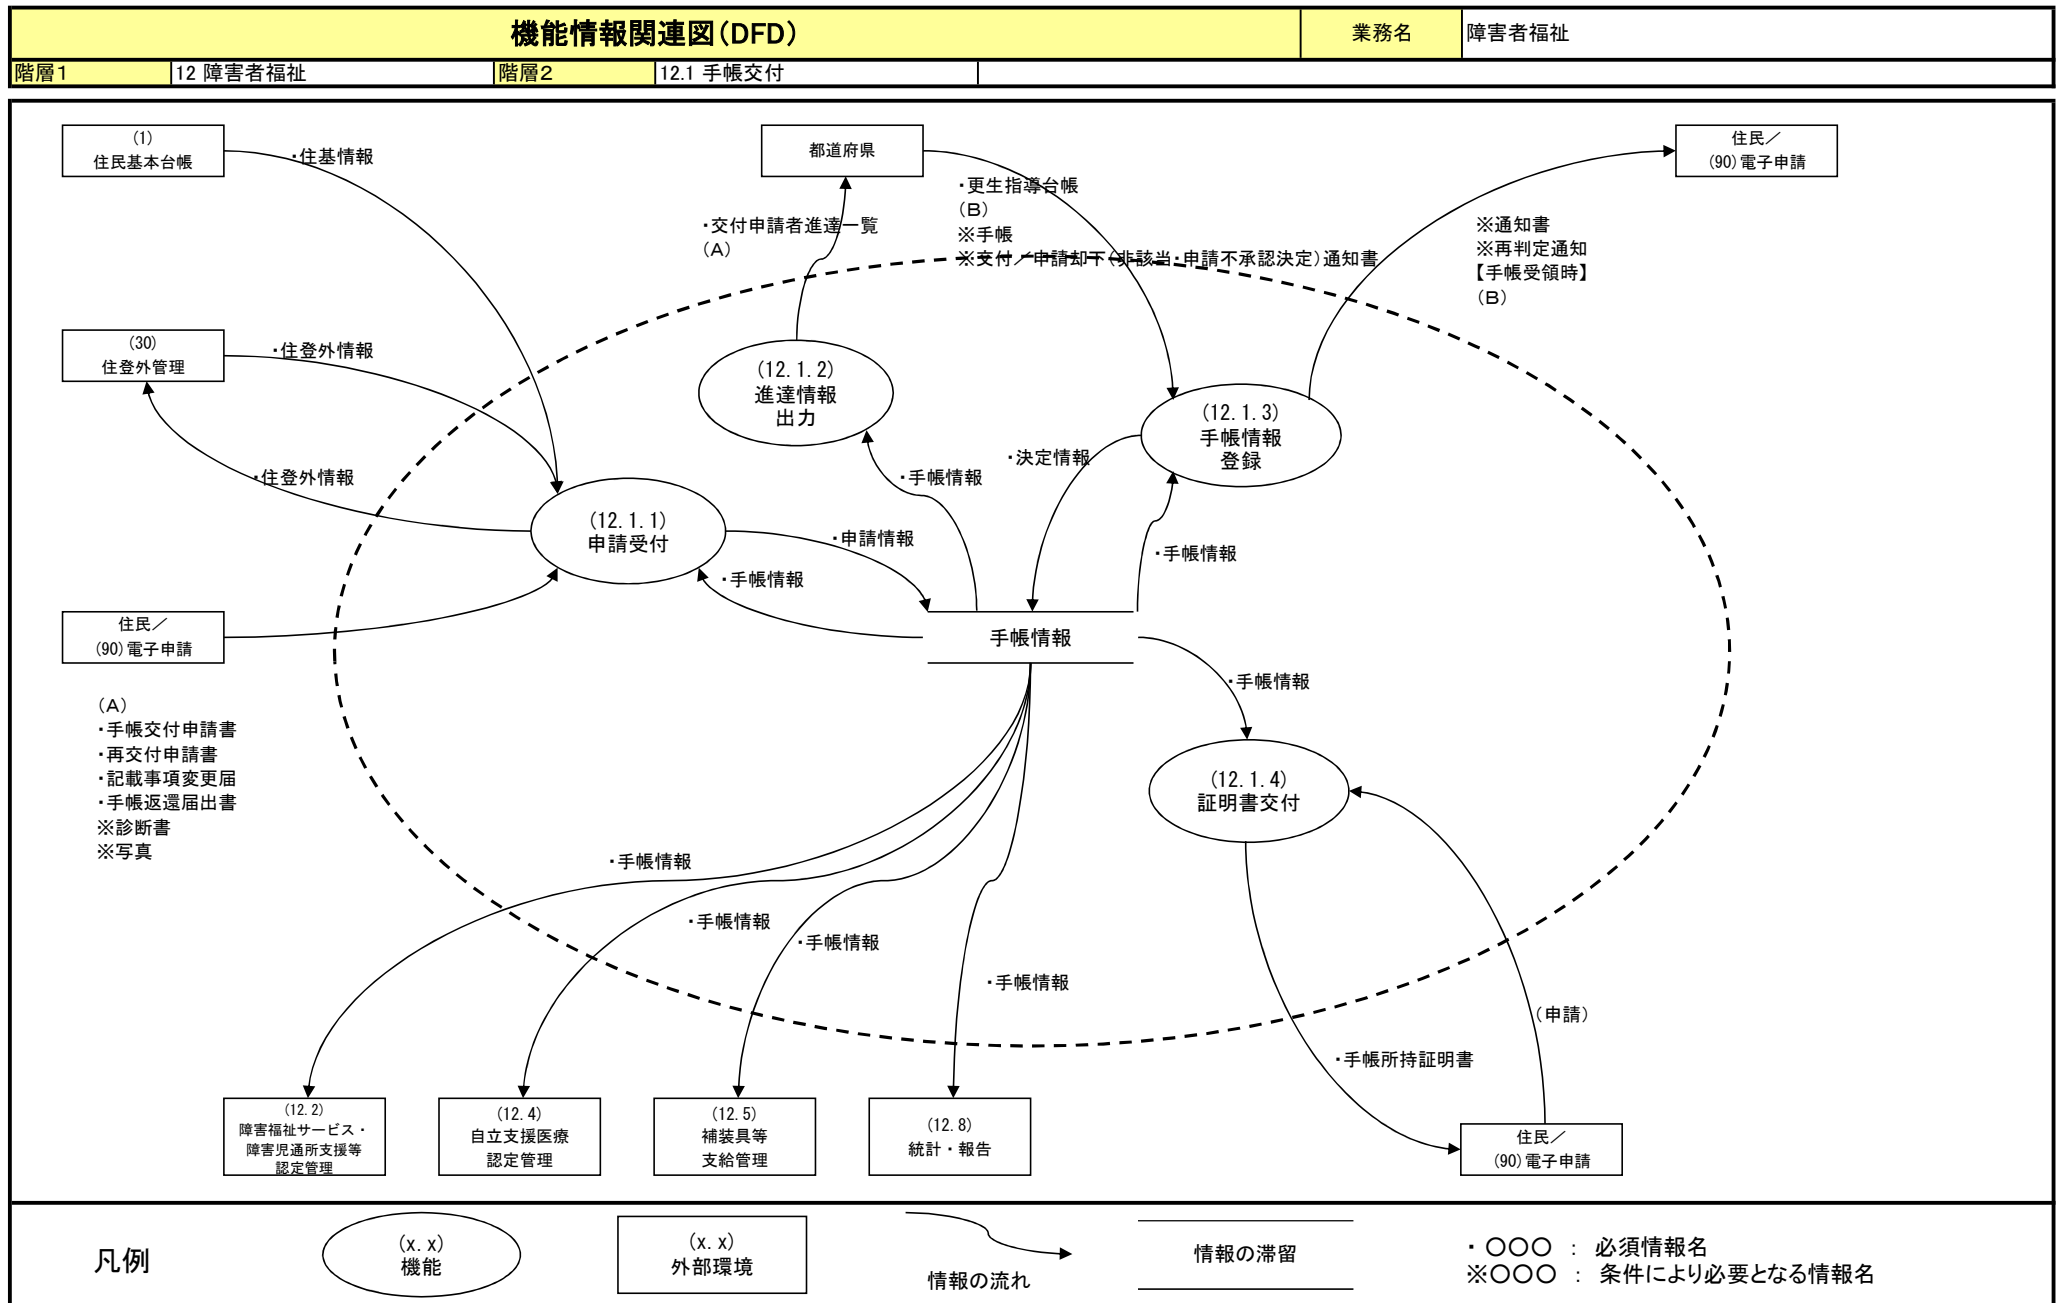 機能情報関連図(DFD)
業務名
障害者福祉
階層1
12 障害者福祉
階層2
12.1 手帳交付
(1)
住民基本台帳
・住基情報
都道府県
住民／
(90)電子申請
・更生指導台帳
(B)
※手帳
※交付／申請却下(非該当・申請不承認決定)通知書
・交付申請者進達一覧
(A)
※通知書
※再判定通知
【手帳受領時】
(B)
(30)
住登外管理
・住登外情報
・住登外情報
(12.1.2)
進達情報
出力
(12.1.3)
手帳情報
登録
・決定情報
・手帳情報
(12.1.1)
申請受付
・申請情報
・手帳情報
・手帳情報
住民／
(90)電子申請
手帳情報
・手帳情報
(A)
・手帳交付申請書
・再交付申請書
・記載事項変更届
・手帳返還届出書
※診断書
※写真
(12.1.4)
証明書交付
・手帳情報
・手帳情報
・手帳情報
・手帳情報
(申請)
・手帳所持証明書
(12.2)
障害福祉サービス・
障害児通所支援等
認定管理
(12.4)
自立支援医療
認定管理
(12.5)
補装具等
支給管理
(12.8)
統計・報告
住民／
(90)電子申請
凡例
(x.x)
機能
(x.x)
外部環境
情報の流れ
情報の滞留
・ ○○○ ： 必須情報名
※○○○ ： 条件により必要となる情報名